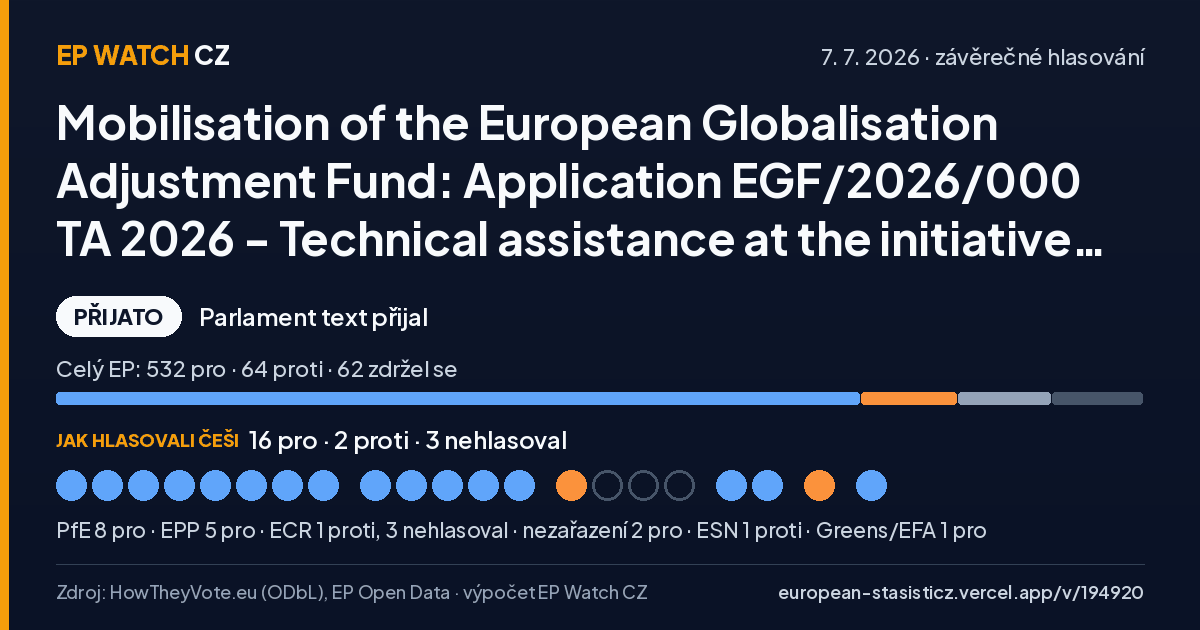 EP WATCH CZ
7. 7. 2026 · závěrečné hlasování
Mobilisation of the European Globalisation
Adjustment Fund: Application EGF/2026/000
TA 2026 – Technical assistance at the initiative…
PŘIJATO Parlament text přijal
Celý EP: 532 pro · 64 proti · 62 zdržel se
JAK HLASOVALI ČEŠI 16 pro · 2 proti · 3 nehlasoval
PfE 8 pro · EPP 5 pro · ECR 1 proti, 3 nehlasoval · nezařazení 2 pro · ESN 1 proti · Greens/EFA 1 pro
Zdroj: HowTheyVote.eu (ODbL), EP Open Data · výpočet EP Watch CZ
european-stasisticz.vercel.app/v/194920